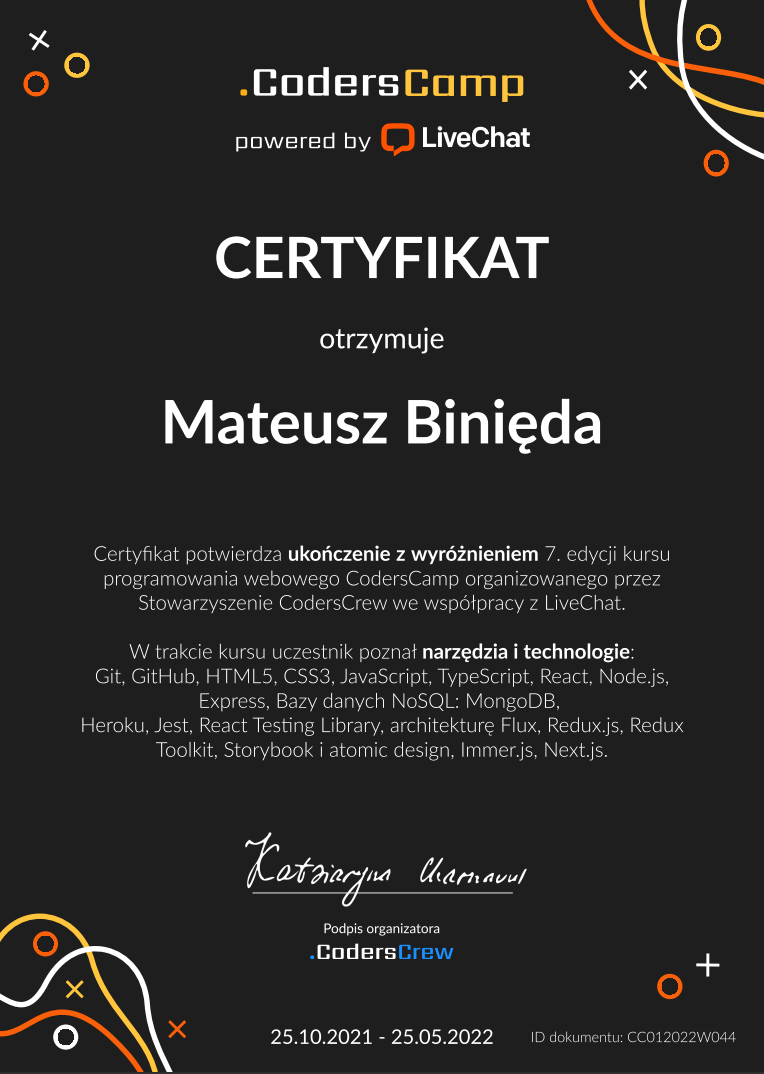 .CodersCamp
powered by LiveChat
CERTYFIKAT
otrzymuje
Mateusz Binięda
Certyfikat potwierdza ukończenie z wyróżnieniem 7. edycji kursu
programowania webowego CodersCamp organizowanego przez
Stowarzyszenie CodersCrew we współpracy z LiveChat.
W trakcie kursu uczestnik poznał narzędzia i technologie:
Git, GitHub, HTML5, CSS3, JavaScript, TypeScript, React, Node.js,
Express, Bazy danych NoSQL: MongoDB,
Heroku, Jest, React Testing Library, architekturę Flux, Redux.js, Redux
Toolkit, Storybook i atomic design, Immer.js, Next.js.
Katsiaryna
Podpis organizatora
.CodersCrew
25.10.2021 - 25.05.2022
ID dokumentu: CC012022W044